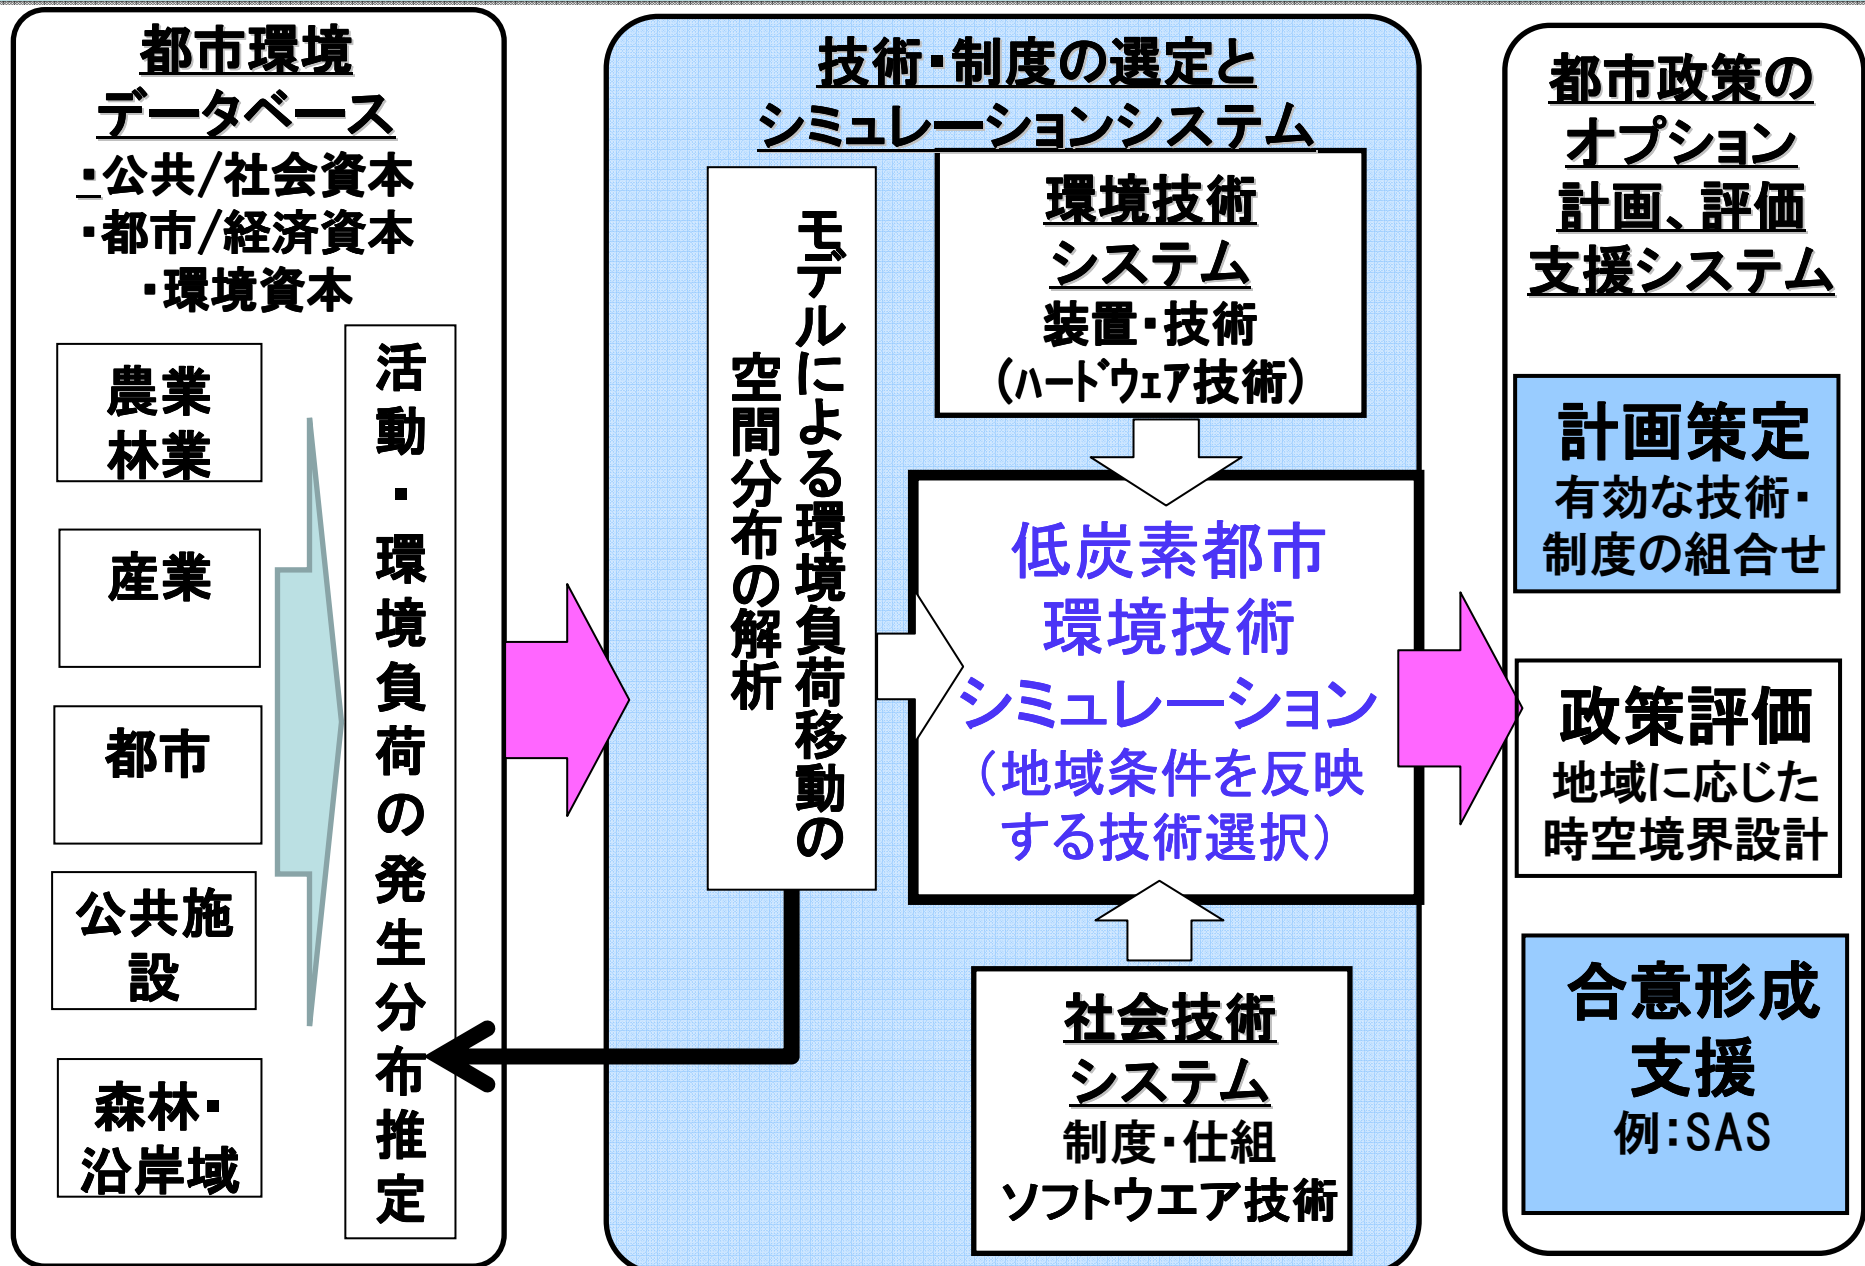 都市環境
データベース
▪公共/社会資本
▪都市/経済資本
▪環境資本
農業
林業
産業
都市
公共施
設
森林▪
沿岸域
活動▪環境負荷の発生分布推定
技術▪制度の選定と
シミュレーションシステム
モデルによる環境負荷移動の
空間分布の解析
環境技術
システム
装置▪技術
(ハードウェア技術)
低炭素都市
環境技術
シミュレーション
(地域条件を反映
する技術選択)
社会技術
システム
制度▪仕組
ソフトウエア技術
都市政策の
オプション
計画、評価
支援システム
計画策定
有効な技術▪
制度の組合せ
政策評価
地域に応じた
時空境界設計
合意形成
支援
例:SAS